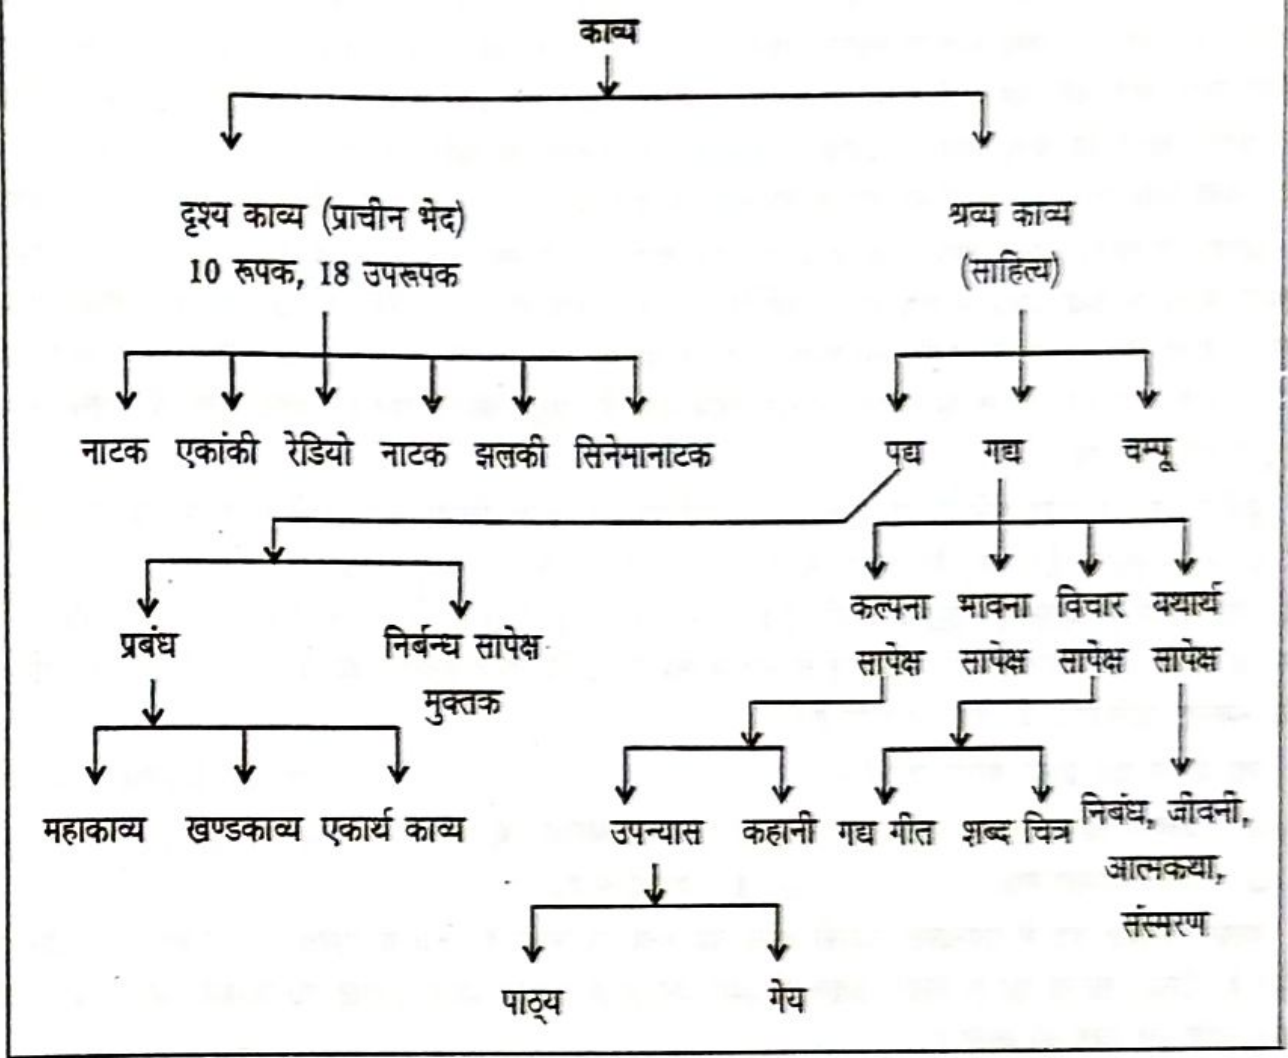 काव्य
दृश्य काव्य (प्राचीन भेद)
10 रूपक, 18 उपरूपक
श्रव्य काव्य
(साहित्य)
नाटक एकांकी रेडियो नाटक झलकी सिनेमानाटक
पद्य गद्य चम्पू
प्रबंध
निर्बन्ध सापेक्ष
मुक्तक
कल्पना भावना विचार यथार्थ
सापेक्ष सापेक्ष सापेक्ष सापेक्ष
महाकाव्य खण्डकाव्य एकार्थ काव्य
उपन्यास कहानी गद्य गीत शब्द चित्र
निबंध, जीवनी,
आत्मकथा,
संस्मरण
पाठ्य गेय